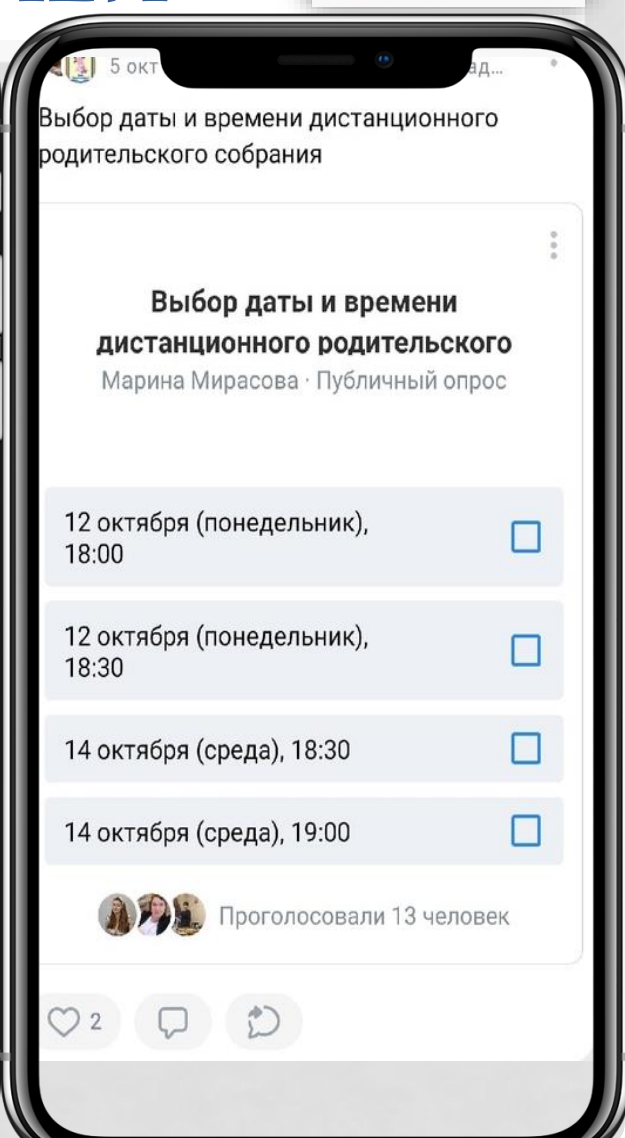 5 окт
Выбор даты и времени дистанционного
родительского собрания
Выбор даты и времени
дистанционного родительского
Марина Мирасова · Публичный опрос
12 октября (понедельник),
18:00
12 октября (понедельник),
18:30
14 октября (среда), 18:30
14 октября (среда), 19:00
Проголосовали 13 человек
2